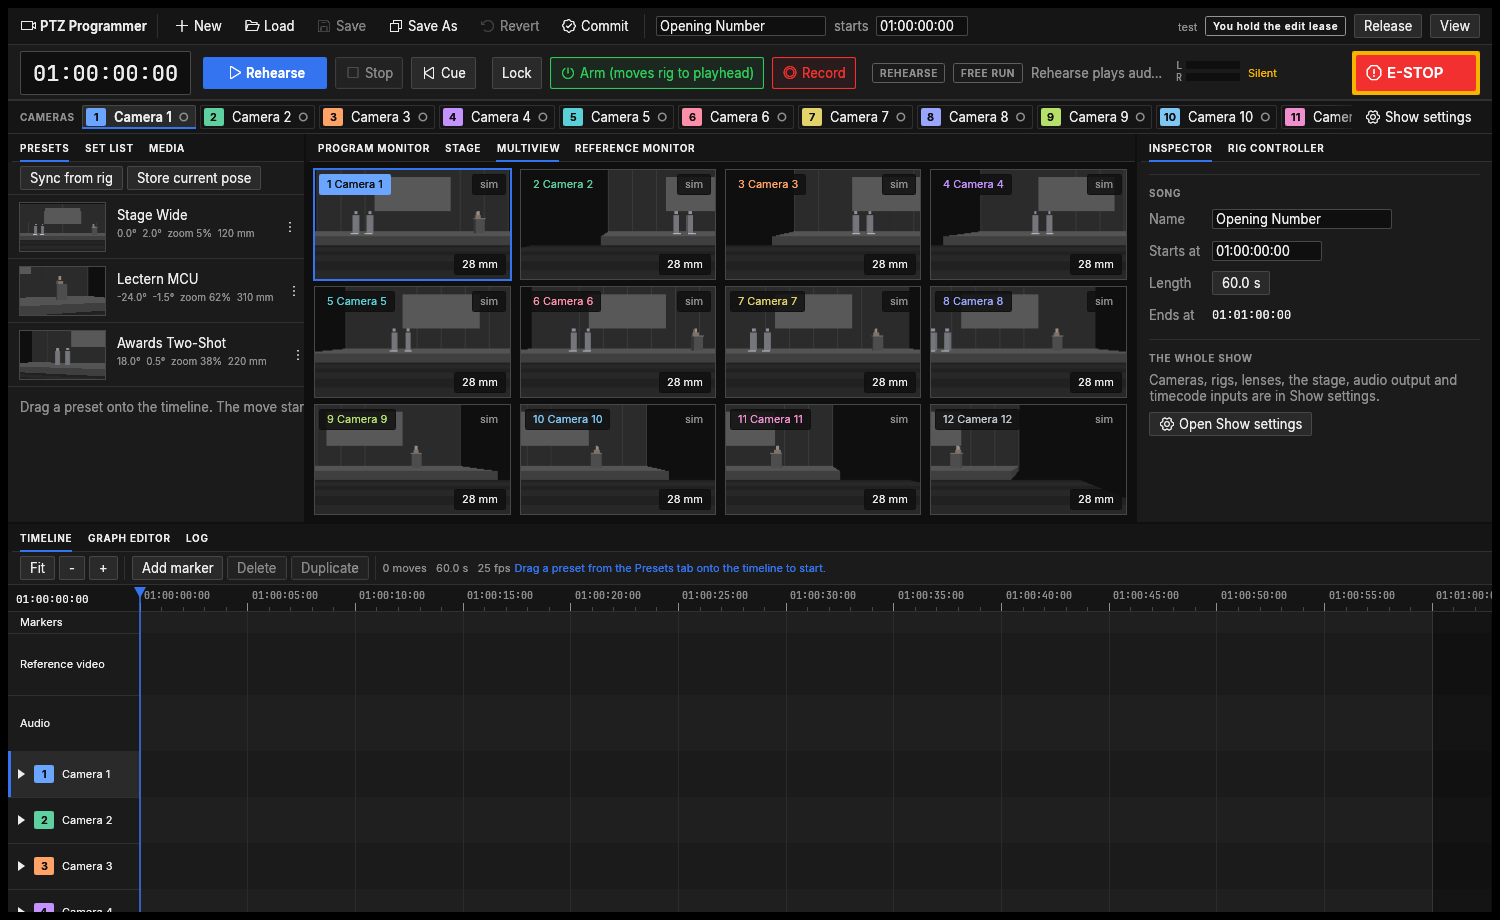 PTZ Programmer New Load Save Save As Revert Commit Opening Number starts 01:00:00:00 test You hold the edit lease Release View
01:00:00:00 Rehearse Stop Cue Lock Arm (moves rig to playhead) Record REHEARSE FREE RUN Rehearse plays aud... L R Silent E-STOP
CAMERAS 1 Camera 1 2 Camera 2 3 Camera 3 4 Camera 4 5 Camera 5 6 Camera 6 7 Camera 7 8 Camera 8 9 Camera 9 10 Camera 10 11 Camer Show settings
PRESETS SET LIST MEDIA
Sync from rig Store current pose
Stage Wide
0.0° 2.0° zoom 5% 120 mm
Lectern MCU
-24.0° -1.5° zoom 62% 310 mm
Awards Two-Shot
18.0° 0.5° zoom 38% 220 mm
Drag a preset onto the timeline. The move star
PROGRAM MONITOR STAGE MULTIVIEW REFERENCE MONITOR
1 Camera 1 sim 2 Camera 2 sim 3 Camera 3 sim 4 Camera 4 sim
28 mm 28 mm 28 mm 28 mm
5 Camera 5 sim 6 Camera 6 sim 7 Camera 7 sim 8 Camera 8 sim
28 mm 28 mm 28 mm 28 mm
9 Camera 9 sim 10 Camera 10 sim 11 Camera 11 sim 12 Camera 12 sim
28 mm 28 mm 28 mm 28 mm
INSPECTOR RIG CONTROLLER
SONG
Name Opening Number
Starts at 01:00:00:00
Length 60.0 s
Ends at 01:01:00:00
THE WHOLE SHOW
Cameras, rigs, lenses, the stage, audio output and
timecode inputs are in Show settings.
Open Show settings
TIMELINE GRAPH EDITOR LOG
Fit - + Add marker Delete Duplicate 0 moves 60.0 s 25 fps Drag a preset from the Presets tab onto the timeline to start.
01:00:00:00 01:00:00:00 01:00:05:00 01:00:10:00 01:00:15:00 01:00:20:00 01:00:25:00 01:00:30:00 01:00:35:00 01:00:40:00 01:00:45:00 01:00:50:00 01:00:55:00 01:01:00:0
Markers
Reference video
Audio
1 Camera 1
2 Camera 2
3 Camera 3
4 Camera 4